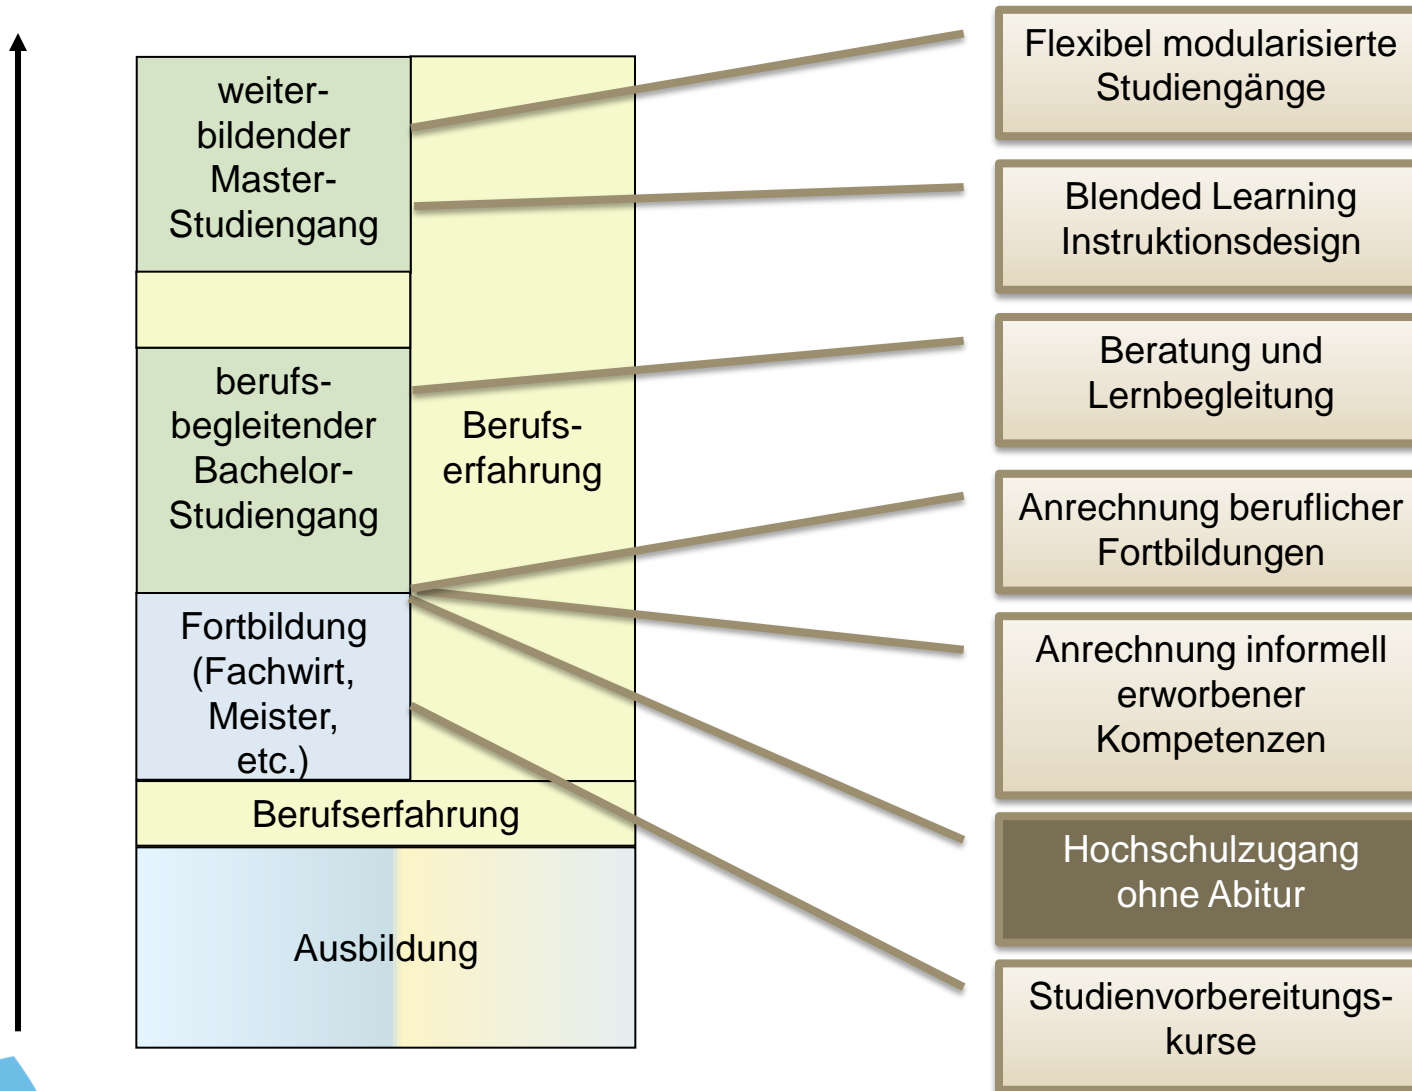 weiter-
bildender
Master-
Studiengang
berufs-
begleitender
Bachelor-
Studiengang
Berufs-
erfahrung
Fortbildung
(Fachwirt,
Meister,
etc.)
Berufserfahrung
Ausbildung
Flexibel modularisierte
Studiengänge
Blended Learning
Instruktionsdesign
Beratung und
Lernbegleitung
Anrechnung beruflicher
Fortbildungen
Anrechnung informell
erworbener
Kompetenzen
Hochschulzugang
ohne Abitur
Studienvorbereitungs-
kurse